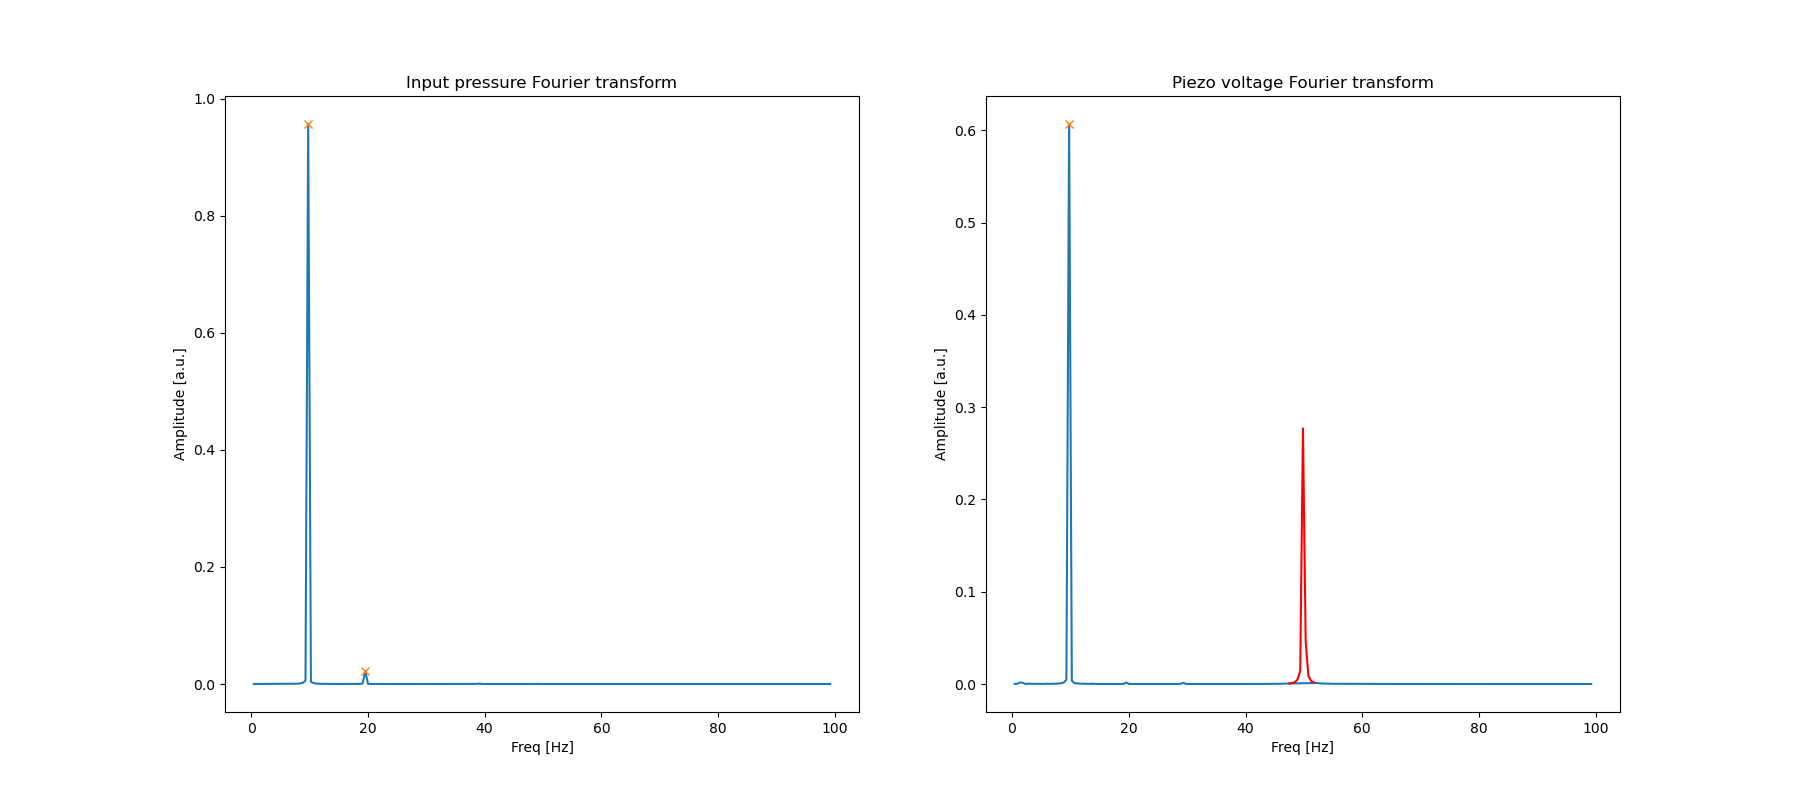 Input pressure Fourier transform
1.0
0.8
0.6
0.4
0.2
0.0
Amplitude [a.u.]
0 20 40 60 80 100
Freq [Hz]
Piezo voltage Fourier transform
0.6
0.5
0.4
0.3
0.2
0.1
0.0
Amplitude [a.u.]
0 20 40 60 80 100
Freq [Hz]